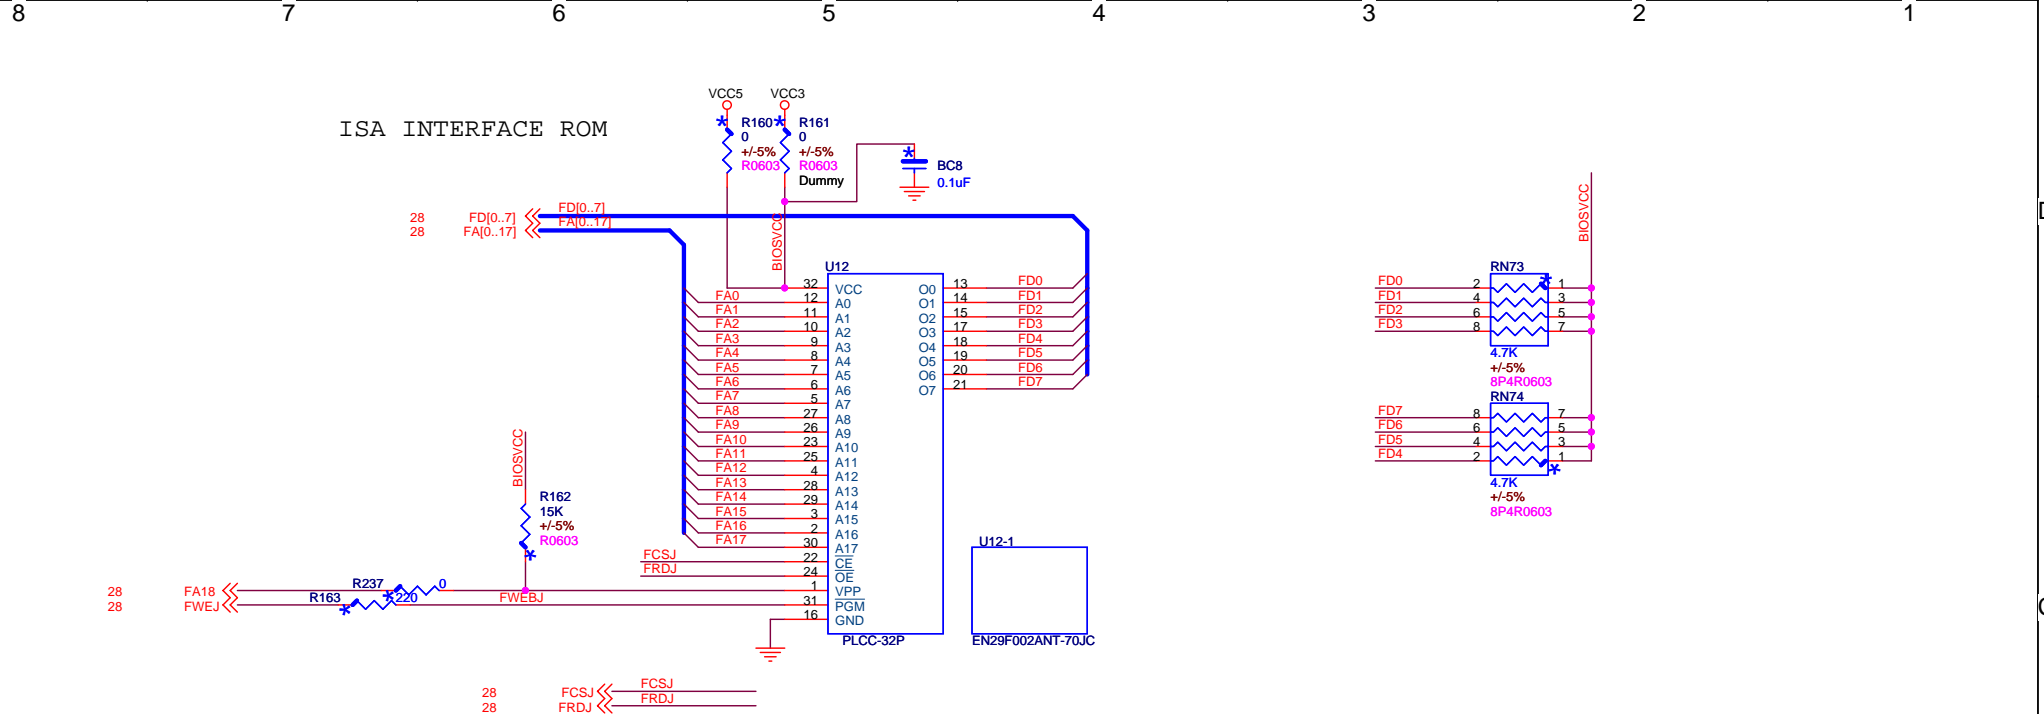 8 7 6 5 4 3 2 1
VCC5 VCC3
ISA INTERFACE ROM
R160 R161
0 0
+/-5% +/-5%
R0603 R0603
Dummy
BC8
0.1uF
28 FD[0..7] FD[0..7]
28 FA[0..17] FA[0..17]
BIOSVCC
BIOSVCC
U12
32 VCC O0 13 FD0
FA0 12 A0 O1 14 FD1
FA1 11 A1 O2 15 FD2
FA2 10 A2 O3 17 FD3
FA3 9 A3 O4 18 FD4
FA4 8 A4 O5 19 FD5
FA5 7 A5 O6 20 FD6
FA6 6 A6 O7 21 FD7
FA7 5 A7
FA8 27 A8
FA9 26 A9
FA10 23 A10
FA11 25 A11
FA12 4 A12
FA13 28 A13
FA14 29 A14
FA15 3 A15
FA16 2 A16
FA17 30 A17
FCSJ 22 CE
FRDJ 24 OE
1 VPP
31 PGM
16 GND
PLCC-32P
U12-1
EN29F002ANT-70JC
RN73
FD0 2 1
FD1 4 3
FD2 6 5
FD3 8 7
4.7K
+/-5%
8P4R0603
RN74
FD7 8 7
FD6 6 5
FD5 4 3
FD4 2 1
4.7K
+/-5%
8P4R0603
BIOSVCC
R162
15K
+/-5%
R0603
28 FA18 R237 0
28 FWEJ R163 220 FWEBJ
28 FCSJ FCSJ
28 FRDJ FRDJ